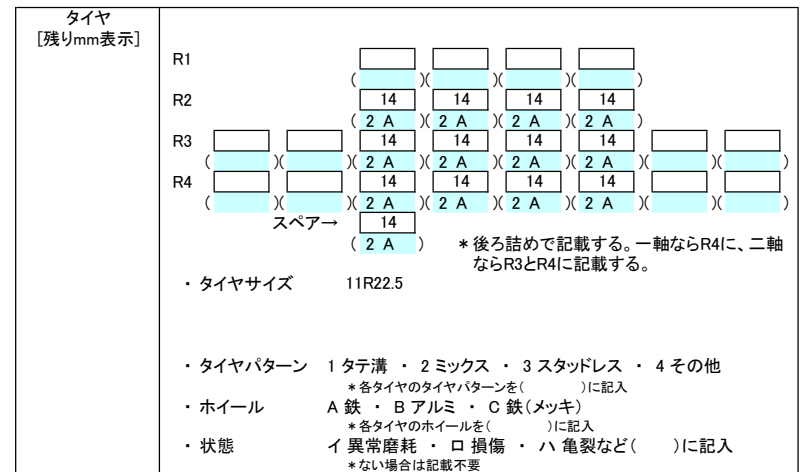 タイヤ
[残りmm表示]
R1
( )( )( )( )
R2 14 14 14 14
( 2 A )( 2 A )( 2 A )( 2 A )
R3 14 14 14 14
( )( )( 2 A )( 2 A )( 2 A )( 2 A )( )( )
R4 14 14 14 14
( )( )( 2 A )( 2 A )( 2 A )( 2 A )( )( )
スペア→ 14
( 2 A ) *後ろ詰めで記載する。一軸ならR4に、二軸
ならR3とR4に記載する。
・ タイヤサイズ 11R22.5
・ タイヤパターン 1 タテ溝 ・ 2 ミックス ・ 3 スタッドレス ・ 4 その他
*各タイヤのタイヤパターンを( )に記入
・ ホイール A 鉄 ・ B アルミ ・ C 鉄(メッキ)
*各タイヤのホイールを( )に記入
・ 状態 イ 異常磨耗 ・ ロ 損傷 ・ ハ 亀裂など( )に記入
*ない場合は記載不要